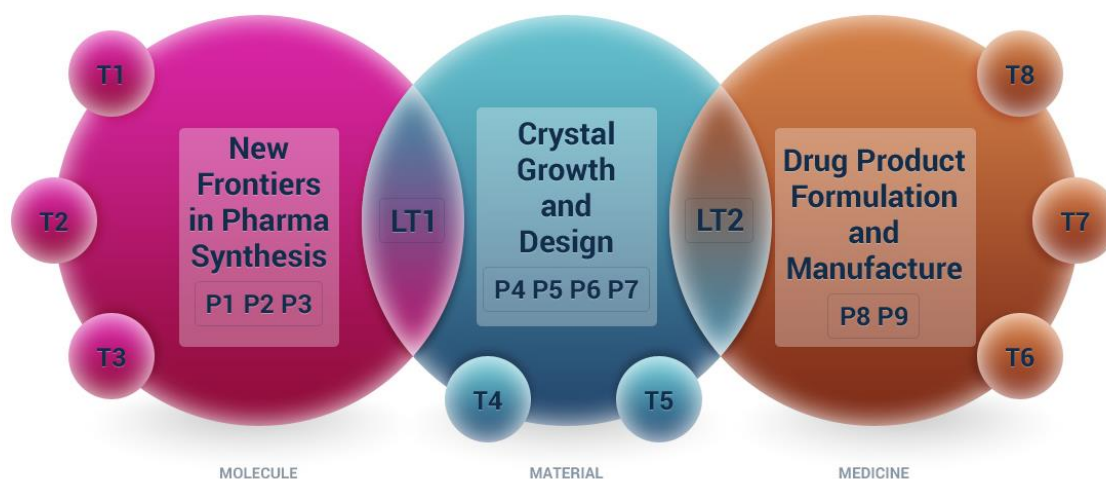 T1
T2
T3
New
Frontiers
in Pharma
Synthesis
P1 P2 P3
LT1
Crystal
Growth
and
Design
P4 P5 P6 P7
T4
T5
LT2
Drug Product
Formulation
and
Manufacture
P8 P9
T8
T7
T6
MOLECULE
MATERIAL
MEDICINE